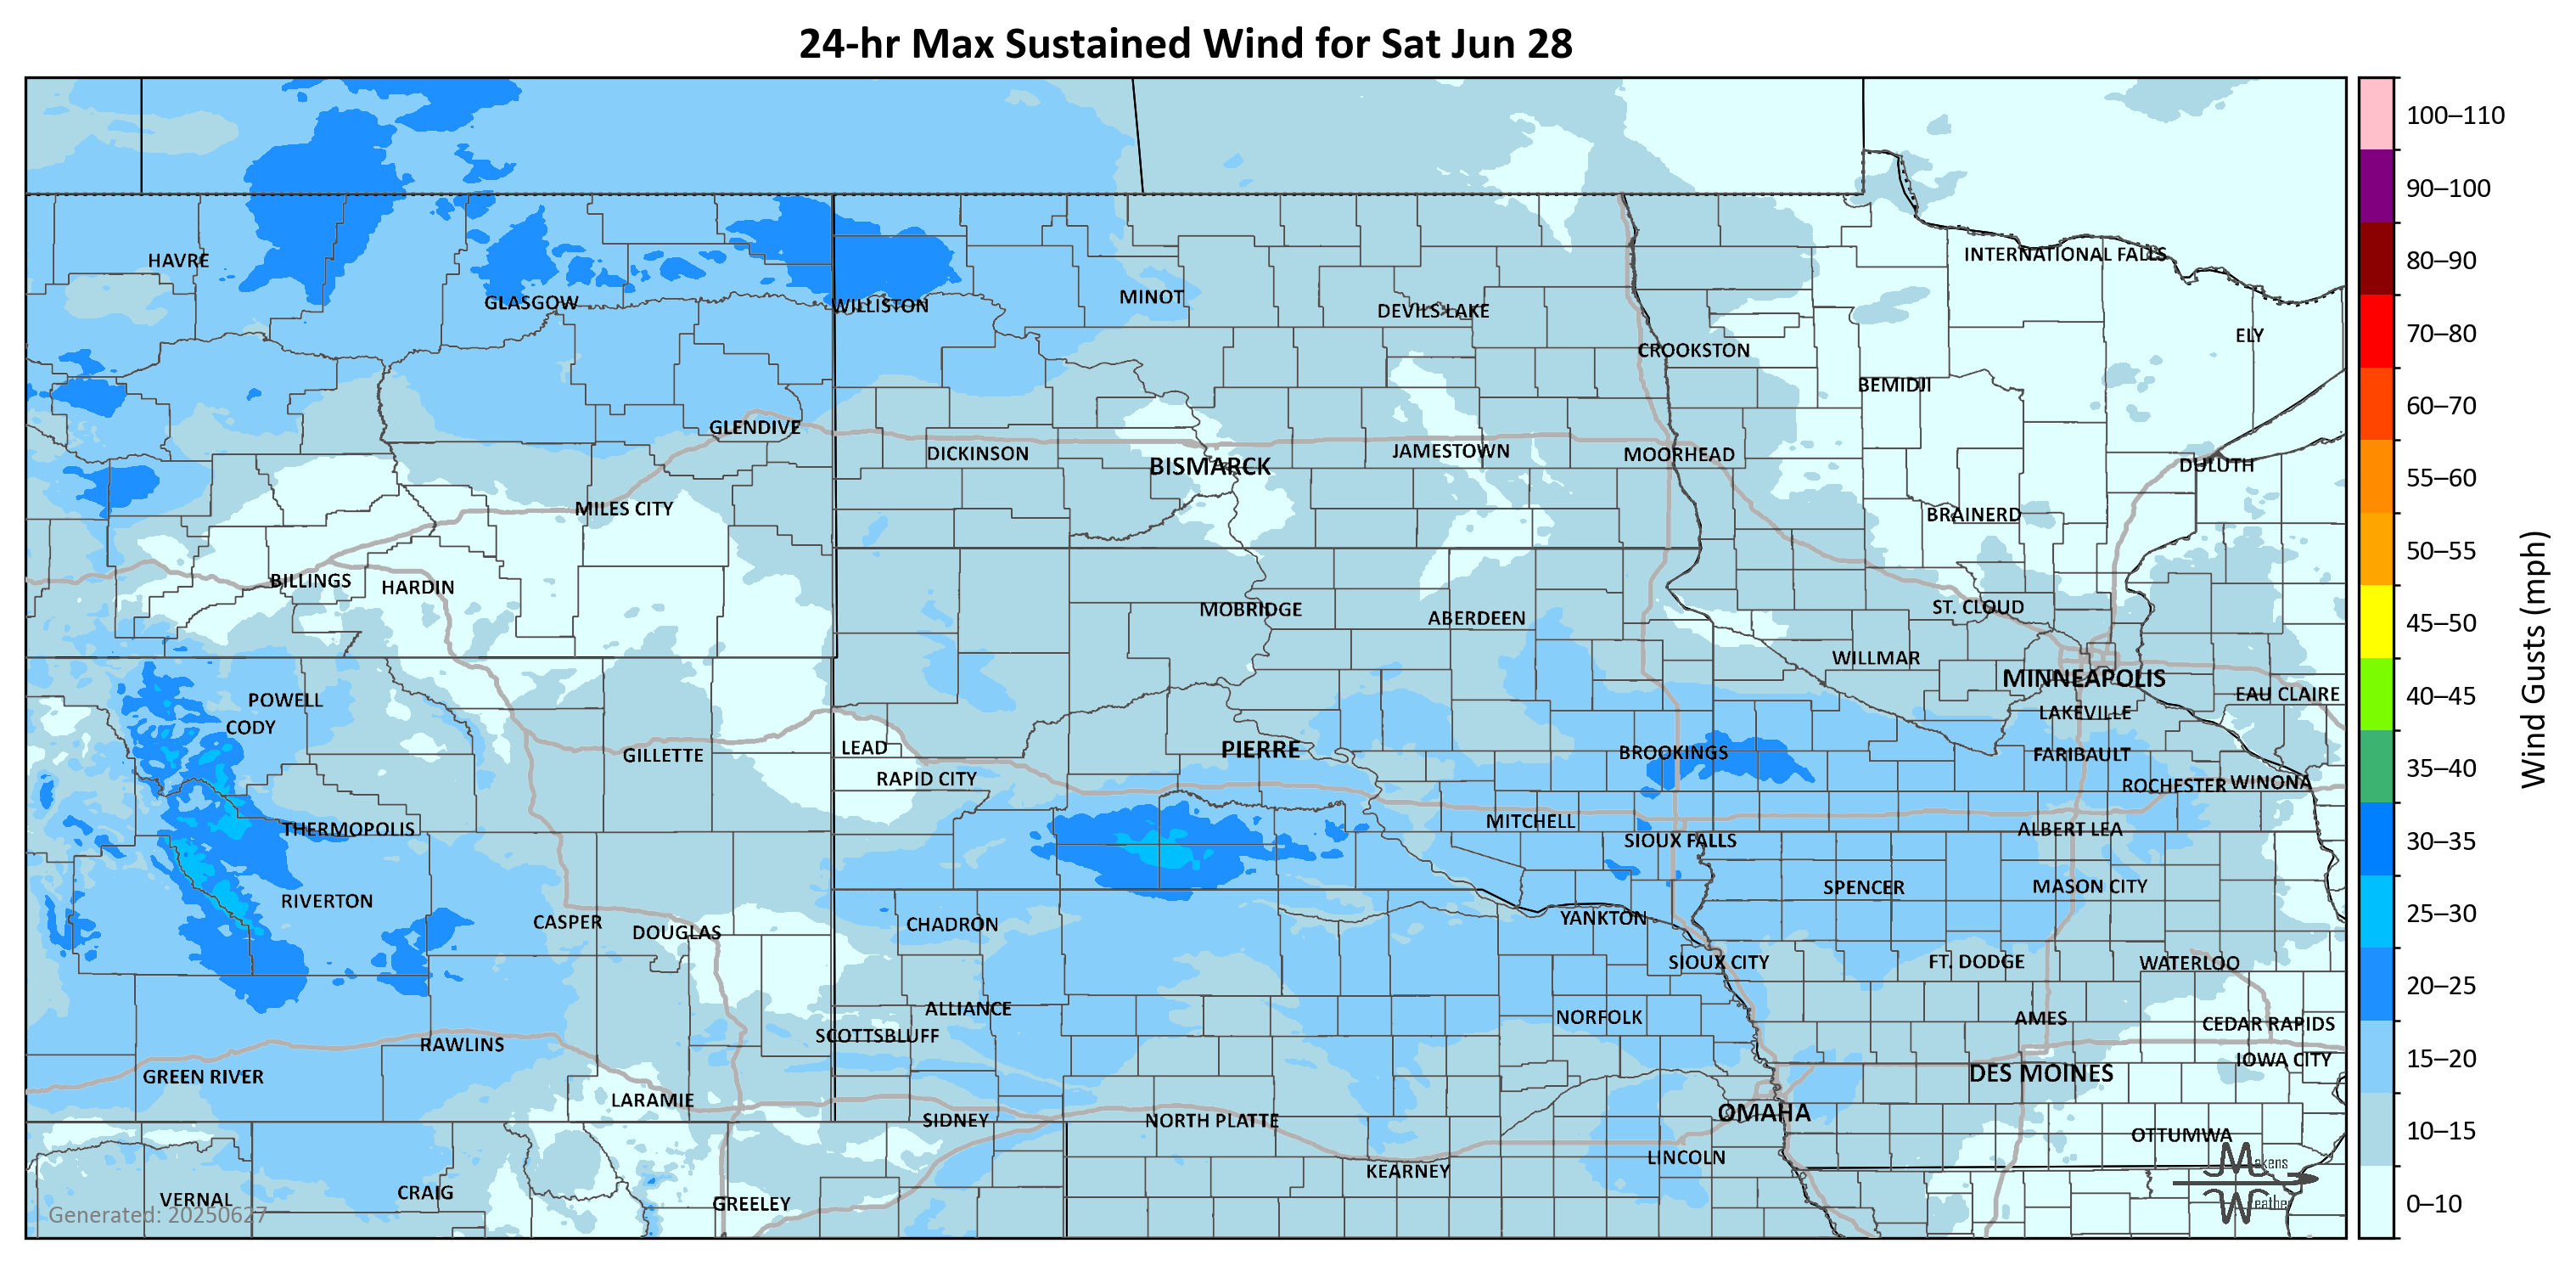 24-hr Max Sustained Wind for Sat Jun 28
HAVRE
GLASGOW
WILLISTON
MINOT
DEVILS LAKE
INTERNATIONAL FALLS
ELY
CROOKSTON
BEMIDJI
GLENDIVE
DICKINSON
BISMARCK
JAMESTOWN
MOORHEAD
DULUTH
MILES CITY
BRAINERD
BILLINGS
HARDIN
MOBRIDGE
ABERDEEN
ST. CLOUD
WILLMAR
MINNEAPOLIS
EAU CLAIRE
POWELL
CODY
LAKEVILLE
GILLETTE
LEAD
PIERRE
BROOKINGS
FARIBAULT
RAPID CITY
ROCHESTER
WINONA
THERMOPOLIS
MITCHELL
SIOUX FALLS
ALBERT LEA
RIVERTON
SPENCER
MASON CITY
CASPER
DOUGLAS
CHADRON
YANKTON
SIOUX CITY
FT. DODGE
WATERLOO
ALLIANCE
NORFOLK
AMES
CEDAR RAPIDS
SCOTTSBLUFF
RAWLINS
IOWA CITY
GREEN RIVER
DES MOINES
LARAMIE
SIDNEY
NORTH PLATTE
OMAHA
OTTUMWA
KEARNEY
LINCOLN
VERNAL
CRAIG
GREELEY
Generated: 20250627
Makens
Weather
100–110
90–100
80–90
70–80
60–70
55–60
50–55
45–50
40–45
35–40
30–35
25–30
20–25
15–20
10–15
0–10
Wind Gusts (mph)